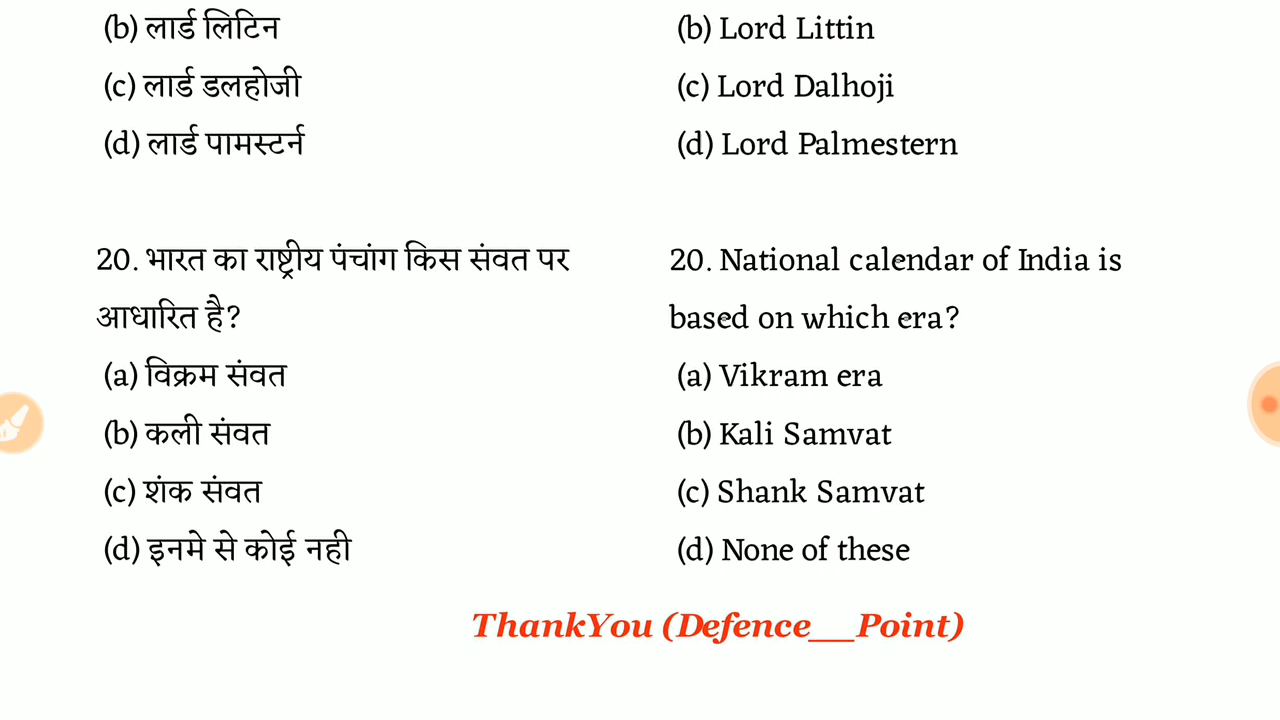 (b) लार्ड लिटिन
(c) लार्ड डलहोजी
(d) लार्ड पामस्टर्न
20. भारत का राष्ट्रीय पंचांग किस संवत पर
आधारित है?
(a) विक्रम संवत
(b) कली संवत
(c) शंक संवत
(d) इनमे से कोई नही
(b) Lord Littin
(c) Lord Dalhoji
(d) Lord Palmestern
20. National calendar of India is
based on which era?
(a) Vikram era
(b) Kali Samvat
(c) Shank Samvat
(d) None of these
ThankYou (Defence__Point)